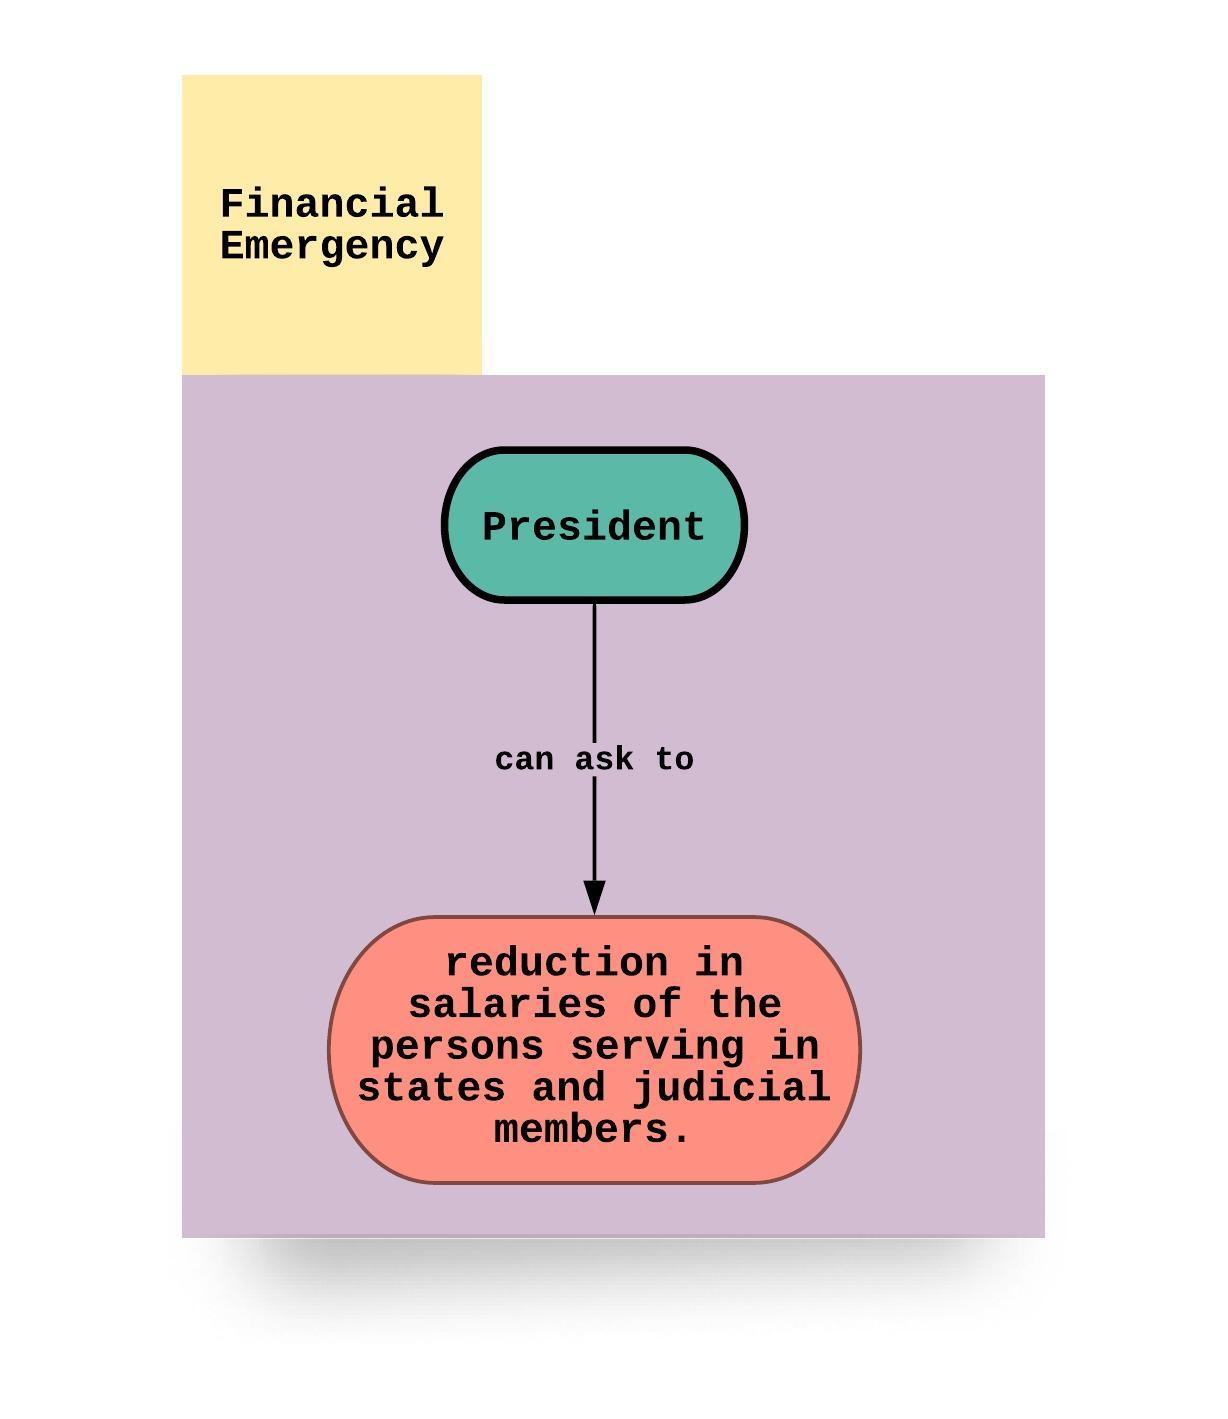 Financial
Emergency
President
can ask to
reduction in
salaries of the
persons serving in
states and judicial
members.